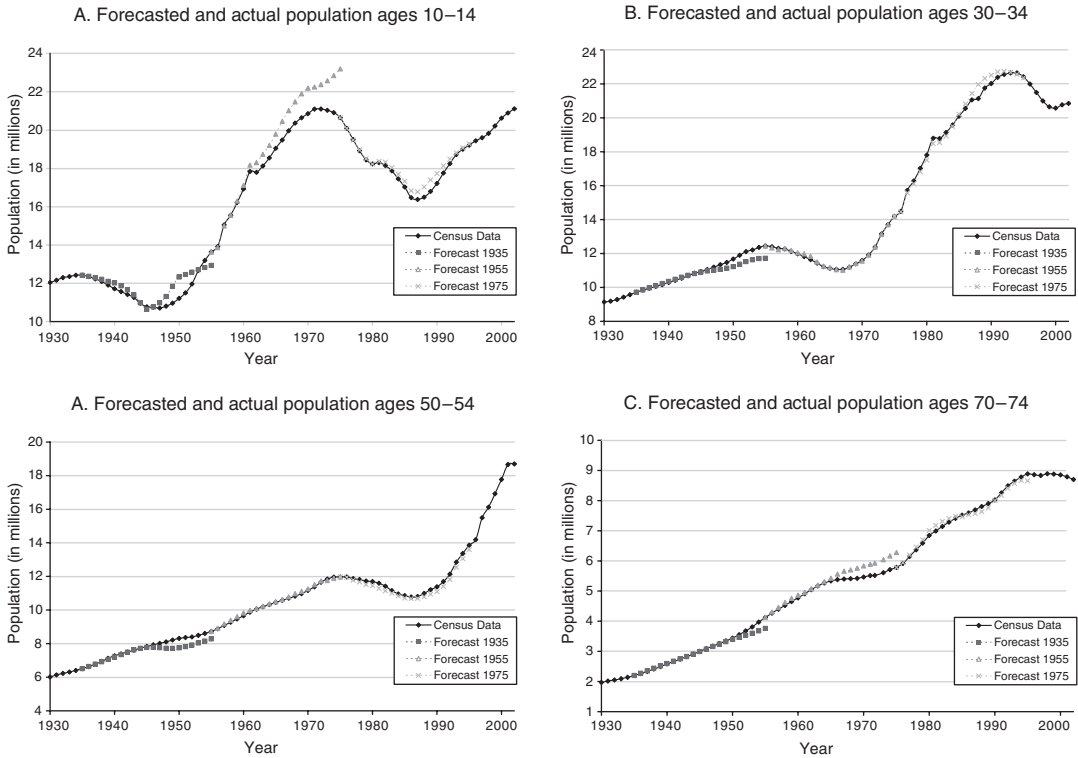 A. Forecasted and actual population ages 10–14
Population (in millions)
24
22
20
18
16
14
12
10
1930 1940 1950 1960 1970 1980 1990 2000
Year
Census Data
Forecast 1935
Forecast 1955
Forecast 1975
B. Forecasted and actual population ages 30–34
Population (in millions)
24
22
20
18
16
14
12
10
8
1930 1940 1950 1960 1970 1980 1990 2000
Year
Census Data
Forecast 1935
Forecast 1955
Forecast 1975
A. Forecasted and actual population ages 50–54
Population (in millions)
20
18
16
14
12
10
8
6
4
1930 1940 1950 1960 1970 1980 1990 2000
Year
Census Data
Forecast 1935
Forecast 1955
Forecast 1975
C. Forecasted and actual population ages 70–74
Population (in millions)
10
9
8
7
6
5
4
3
2
1
1930 1940 1950 1960 1970 1980 1990 2000
Year
Census Data
Forecast 1935
Forecast 1955
Forecast 1975